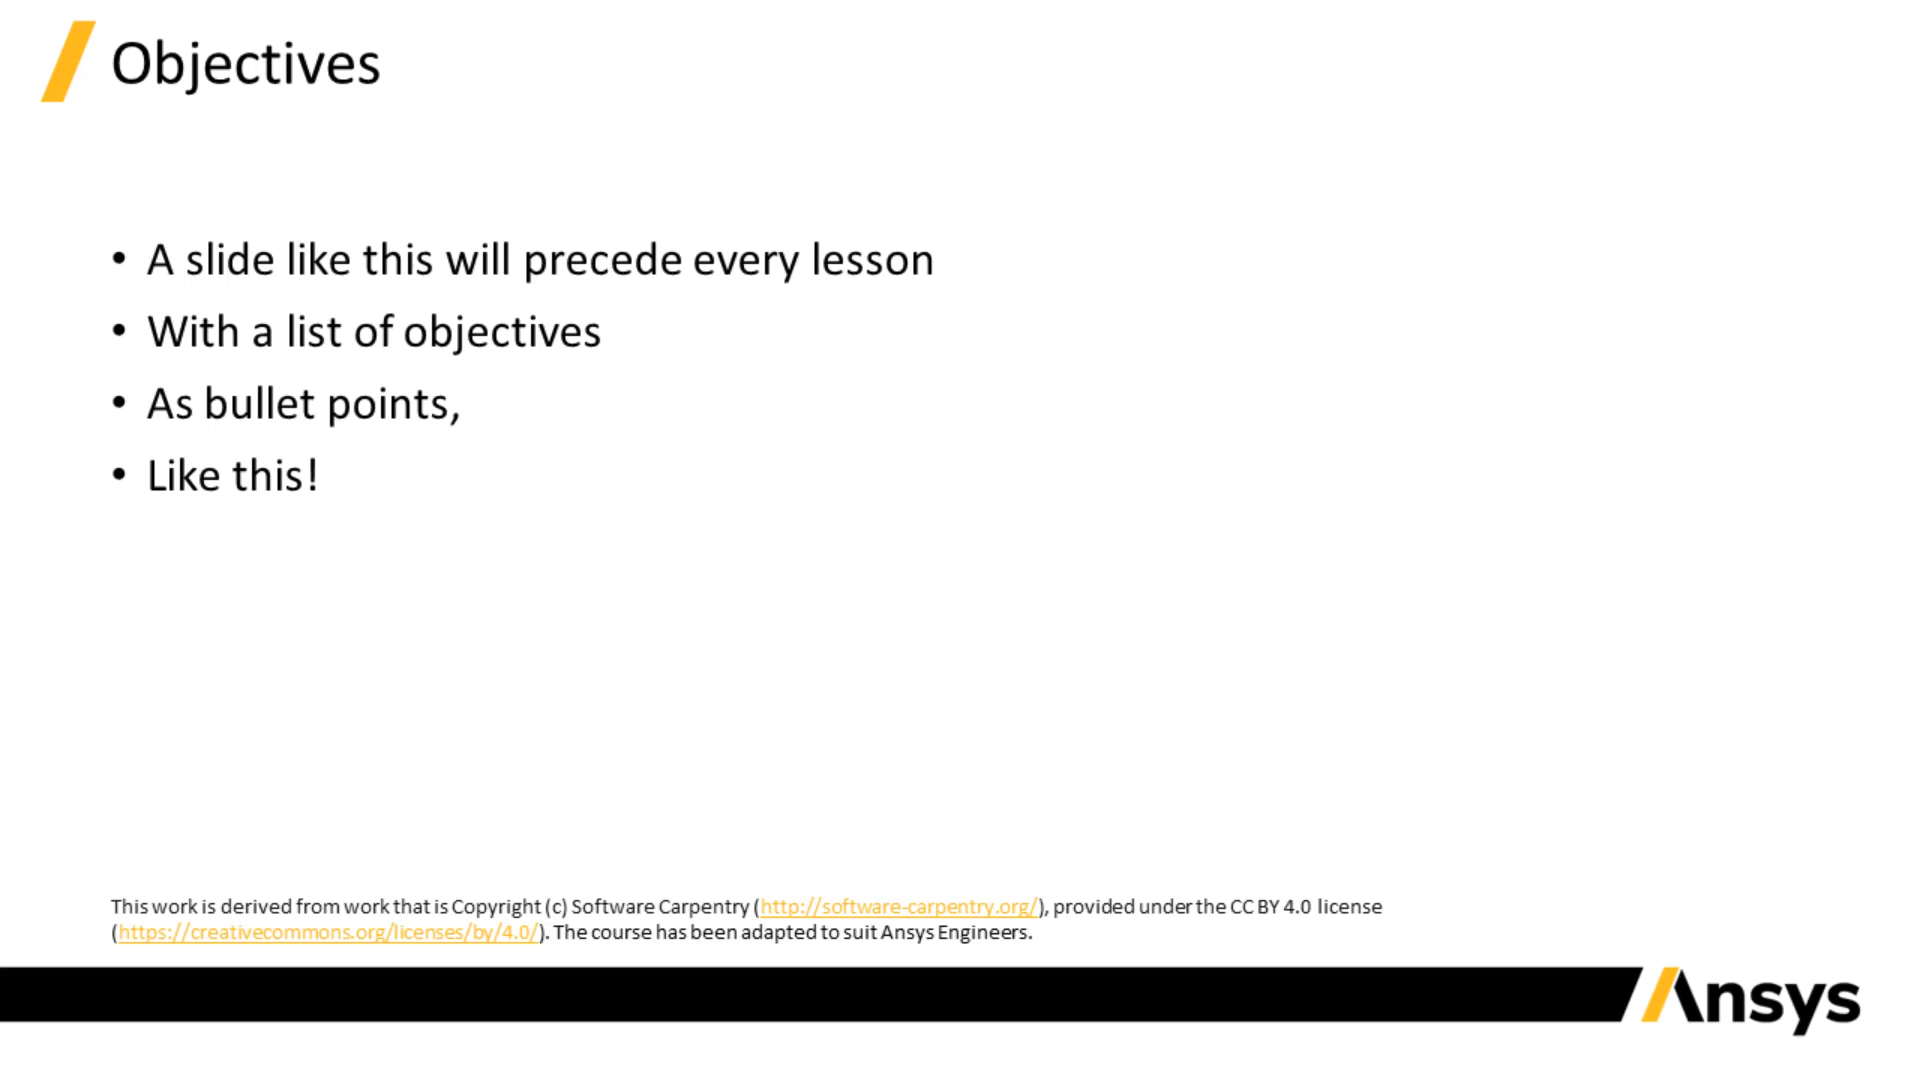 Objectives
• A slide like this will precede every lesson
• With a list of objectives
• As bullet points,
• Like this!
This work is derived from work that is Copyright (c) Software Carpentry (http://software-carpentry.org/), provided under the CC BY 4.0 license
(https://creativecommons.org/licenses/by/4.0/). The course has been adapted to suit Ansys Engineers.
Ansys